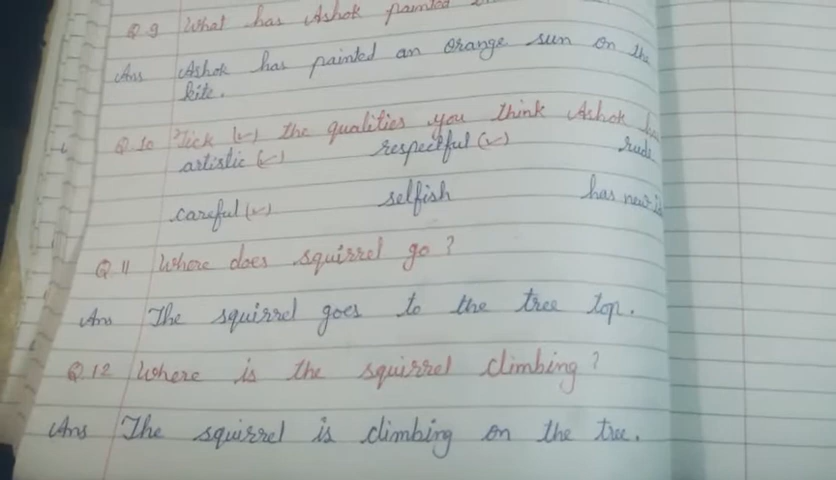 Q 9 What has Ashok painted
Ans Ashok has painted an orange sun on the
kite.
Q.10 Tick (✓) the qualities you think Ashok
artistic (✓) respectful (✓) rude
careful (✓) selfish has
Q 11 Where does squirrel go?
Ans The squirrel goes to the tree top.
Q.12 Where is the squirrel climbing?
Ans The squirrel is climbing on the tree.